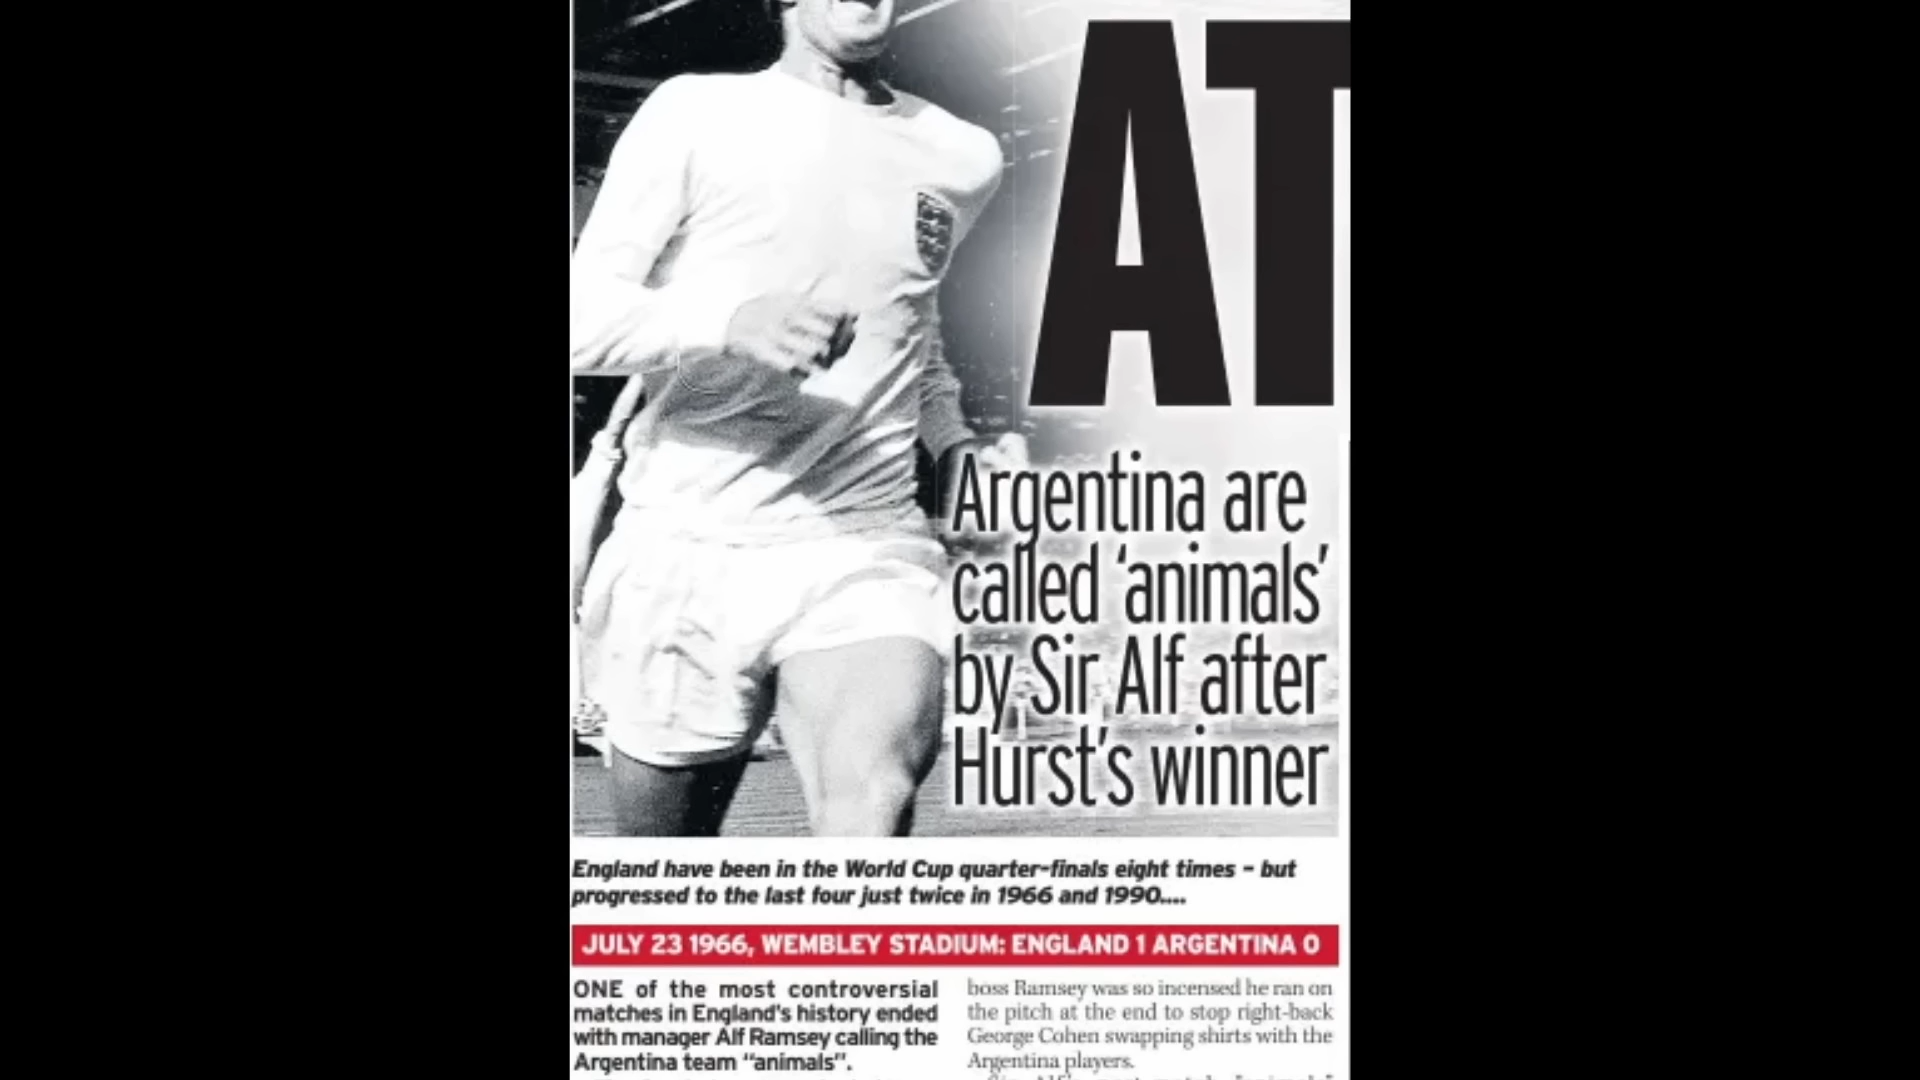 AT
Argentina are
called ‘animals’
by Sir Alf after
Hurst’s winner
England have been in the World Cup quarter-finals eight times – but
progressed to the last four just twice in 1966 and 1990....
JULY 23 1966, WEMBLEY STADIUM: ENGLAND 1 ARGENTINA 0
ONE of the most controversial
matches in England's history ended
with manager Alf Ramsey calling the
Argentina team “animals”.
boss Ramsey was so incensed he ran on
the pitch at the end to stop right-back
George Cohen swapping shirts with the
Argentina players.